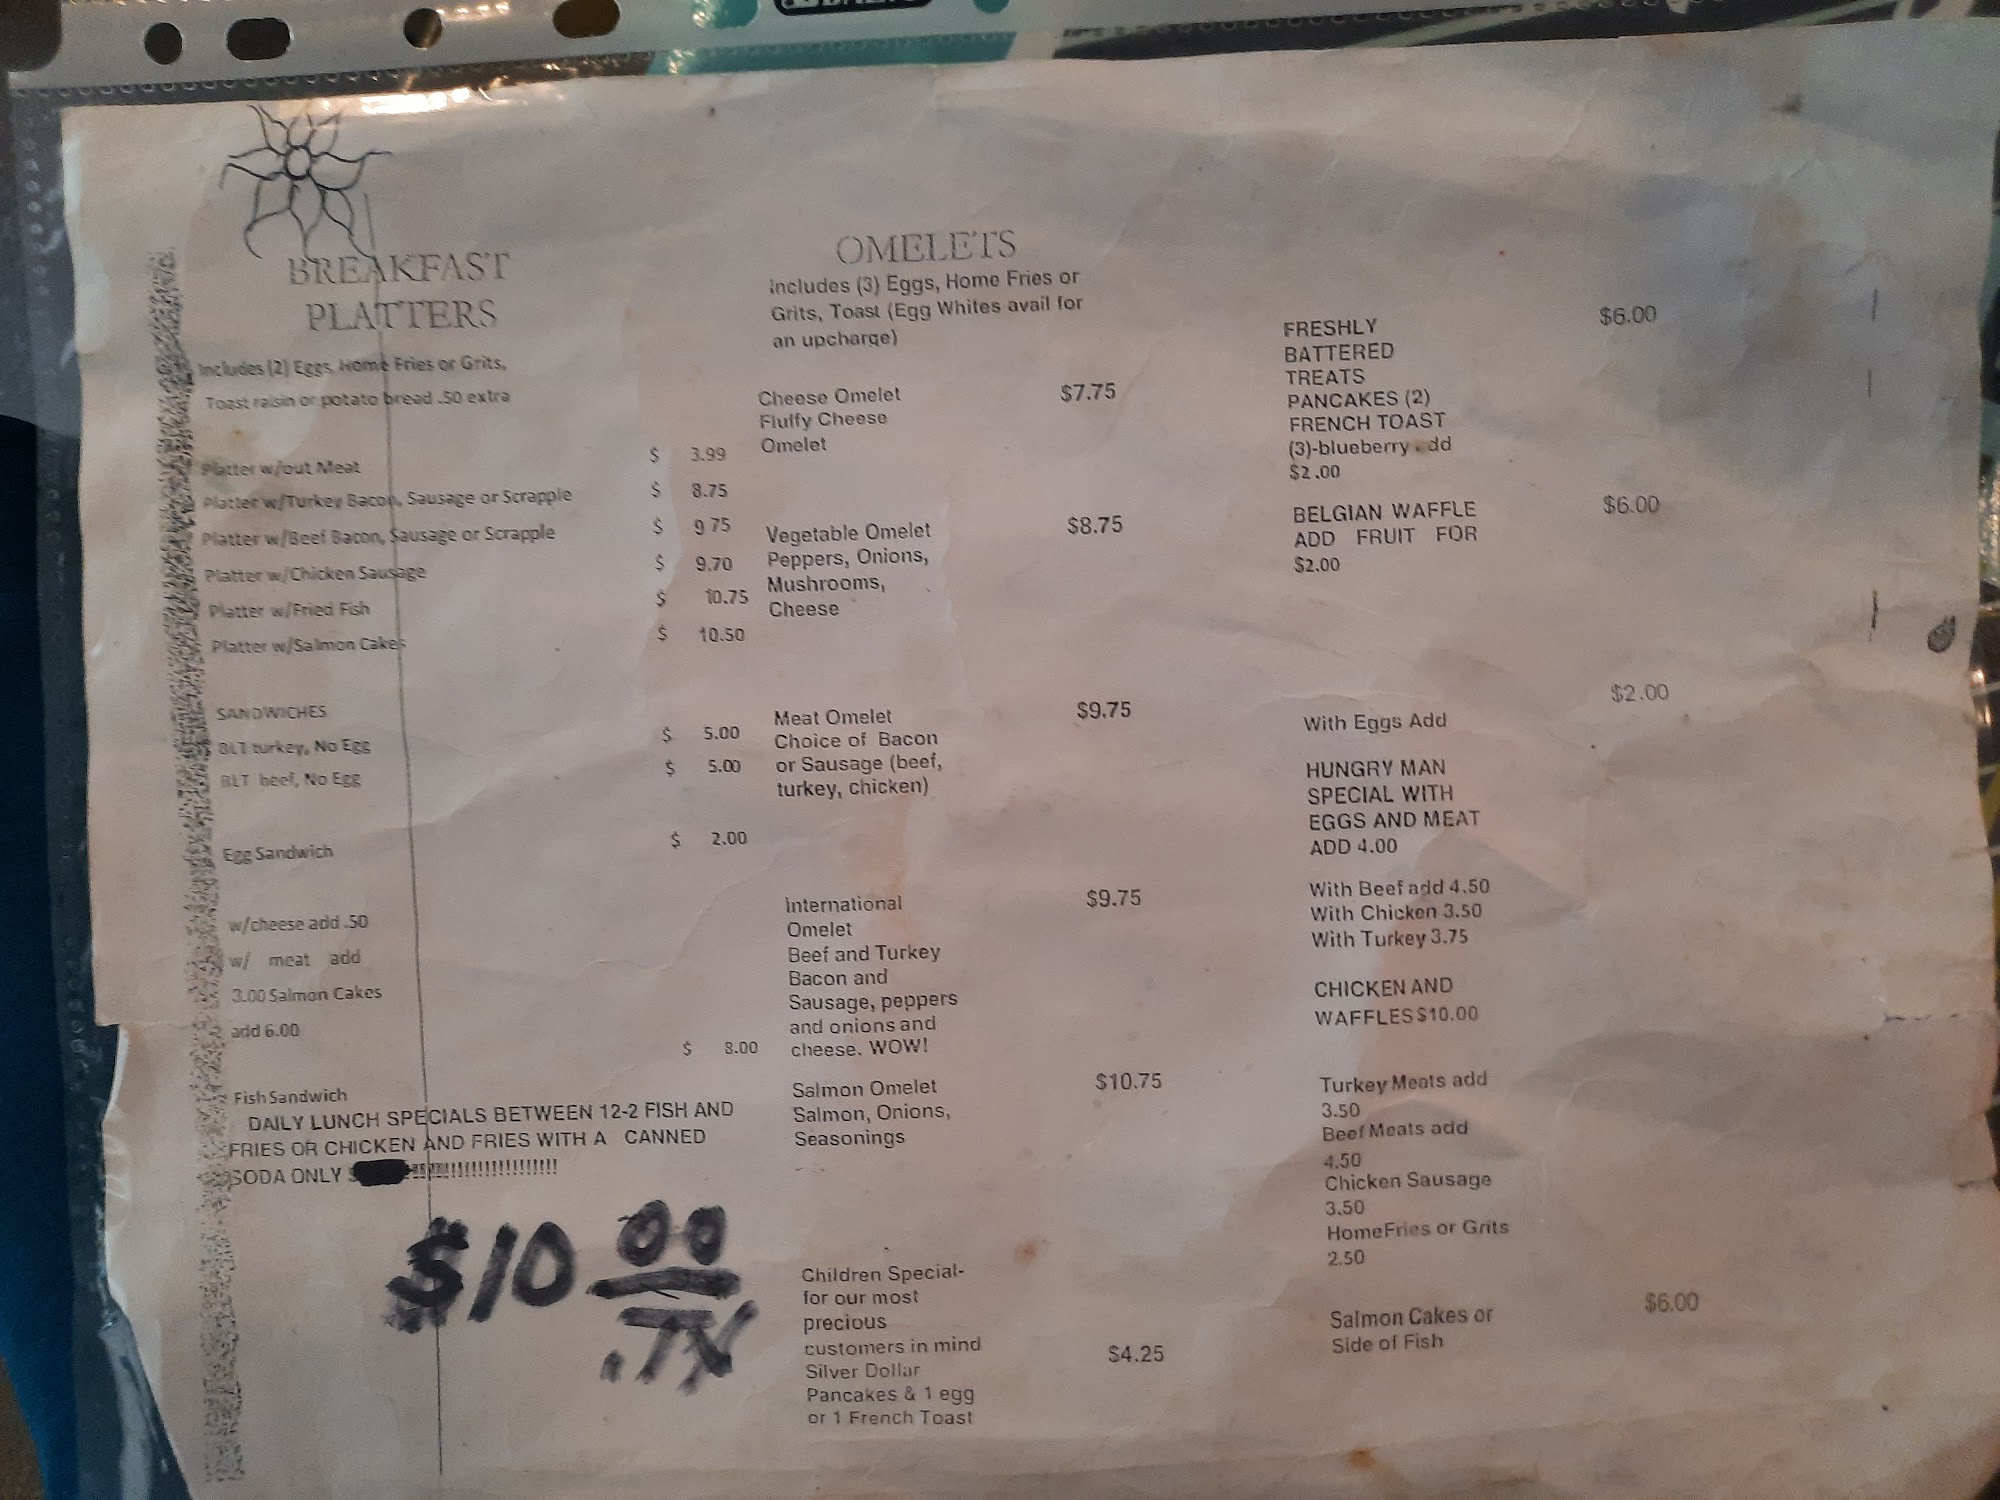 BREAKFAST
PLATTERS
Includes (2) Eggs, Home Fries or Grits,
Toast raisin or potato bread .50 extra
Platter w/out Meat $ 3.99
Platter w/Turkey Bacon, Sausage or Scrapple $ 8.75
Platter w/Beef Bacon, Sausage or Scrapple $ 9 75
Platter w/Chicken Sausage $ 9.70
Platter w/Fried Fish $ 10.75
Platter w/Salmon Cakes $ 10.50
SANDWICHES
BLT turkey, No Egg $ 5.00
BLT beef, No Egg $ 5.00
Egg Sandwich $ 2.00
w/cheese add .50
w/ meat add
3.00 Salmon Cakes
add 6.00
Fish Sandwich $ 8.00
DAILY LUNCH SPECIALS BETWEEN 12-2 FISH AND
FRIES OR CHICKEN AND FRIES WITH A CANNED
SODA ONLY
$10 00
.TX
OMELETS
Includes (3) Eggs, Home Fries or
Grits, Toast (Egg Whites avail for
an upcharge)
Cheese Omelet $7.75
Fluffy Cheese
Omelet
Vegetable Omelet $8.75
Peppers, Onions,
Mushrooms,
Cheese
Meat Omelet $9.75
Choice of Bacon
or Sausage (beef,
turkey, chicken)
International $9.75
Omelet
Beef and Turkey
Bacon and
Sausage, peppers
and onions and
cheese. WOW!
Salmon Omelet $10.75
Salmon, Onions,
Seasonings
Children Special-
for our most
precious
customers in mind $4.25
Silver Dollar
Pancakes & 1 egg
or 1 French Toast
FRESHLY $6.00
BATTERED
TREATS
PANCAKES (2)
FRENCH TOAST
(3)-blueberry add
$2.00
BELGIAN WAFFLE $6.00
ADD FRUIT FOR
$2.00
With Eggs Add $2.00
HUNGRY MAN
SPECIAL WITH
EGGS AND MEAT
ADD 4.00
With Beef add 4.50
With Chicken 3.50
With Turkey 3.75
CHICKEN AND
WAFFLES $10.00
Turkey Meats add
3.50
Beef Meats add
4.50
Chicken Sausage
3.50
HomeFries or Grits
2.50
Salmon Cakes or $6.00
Side of Fish